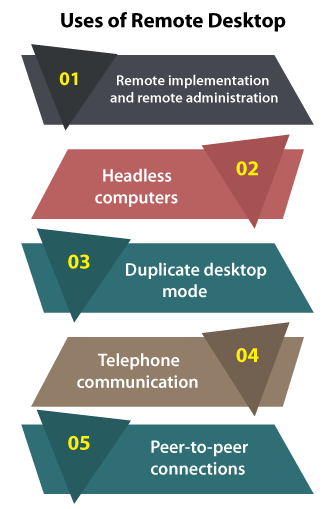 Uses of Remote Desktop
01
Remote implementation
and remote administration
02
Headless
computers
03
Duplicate desktop
mode
04
Telephone
communication
05
Peer-to-peer
connections